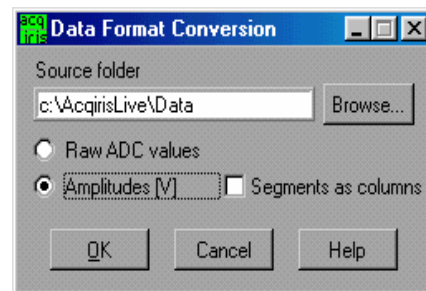 acq
iris
Data Format Conversion
Source folder
c:\AcqirisLive\Data
Browse...
Raw ADC values
Amplitudes [V]
Segments as columns
OK
Cancel
Help